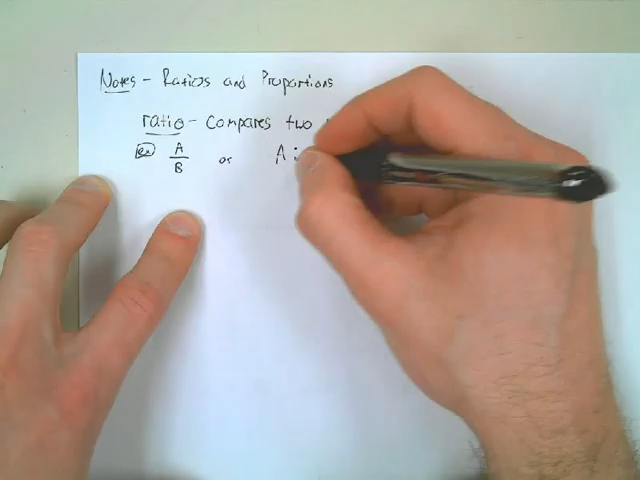 Notes - Ratios and Proportions
ratio - compares two
ex A/B or A :